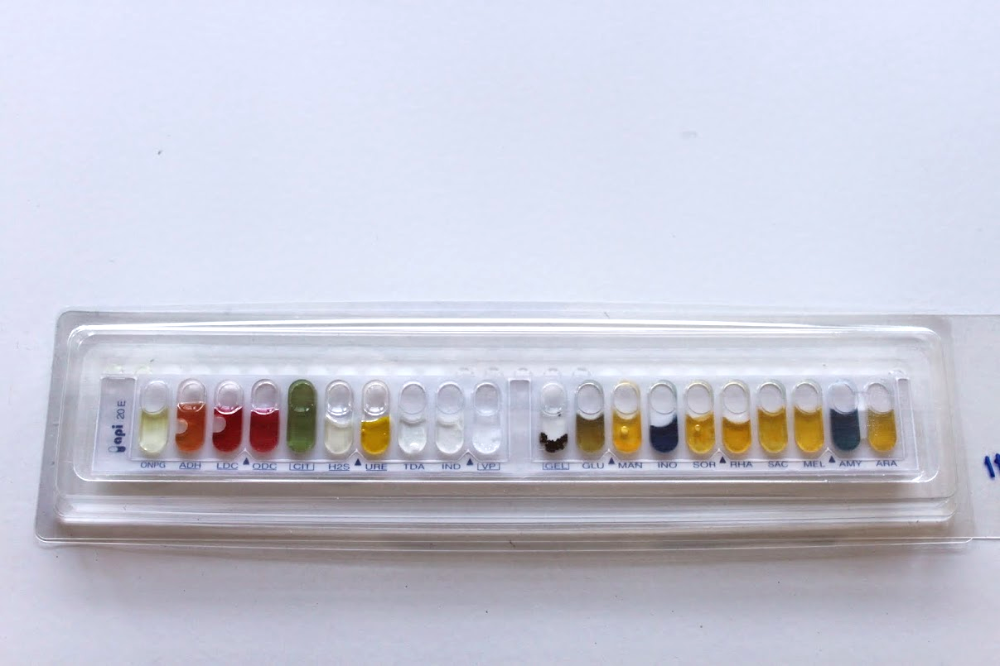 api 20 E
ONPG ADH LDC ODC CIT H2S URE TDA IND VP GEL GLU MAN INO SOR RHA SAC MEL AMY ARA